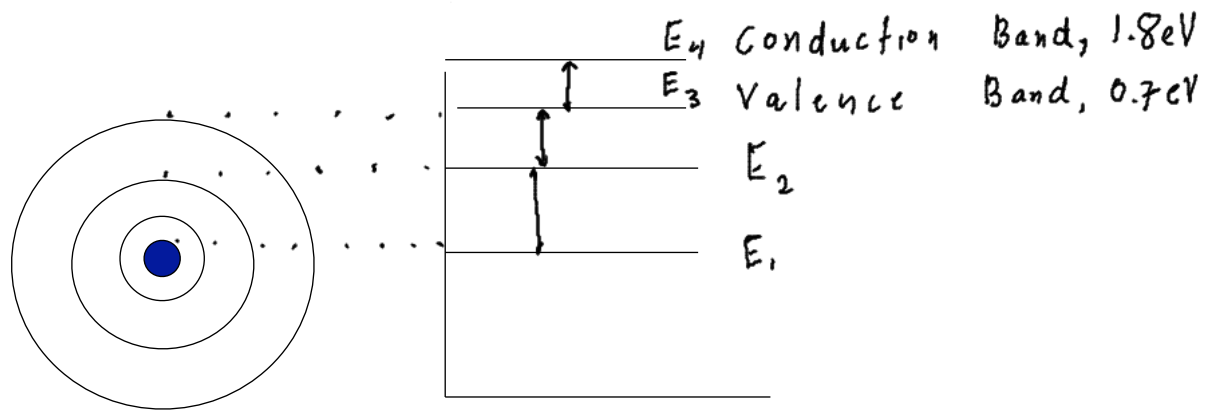 E₄ Conduction Band, 1.8eV
E₃ Valence Band, 0.7eV
E₂
E₁